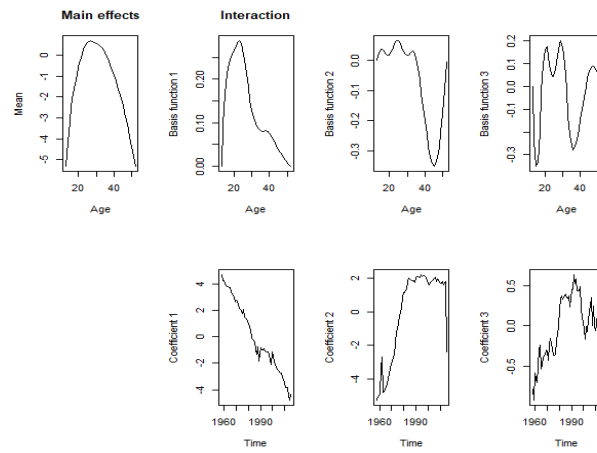 Main effects
Interaction
Mean
0
-1
-2
-3
-4
-5
20
40
Age
Basis function 1
0.20
0.10
0.00
20
40
Age
Basis function 2
0.0
-0.1
-0.2
-0.3
20
40
Age
Basis function 3
0.2
0.1
-0.1
-0.3
20
40
Age
Coefficient 1
4
2
0
-2
-4
1960
1990
Time
Coefficient 2
2
0
-2
-4
1960
1990
Time
Coefficient 3
0.5
0.0
-0.5
1960
1990
Time